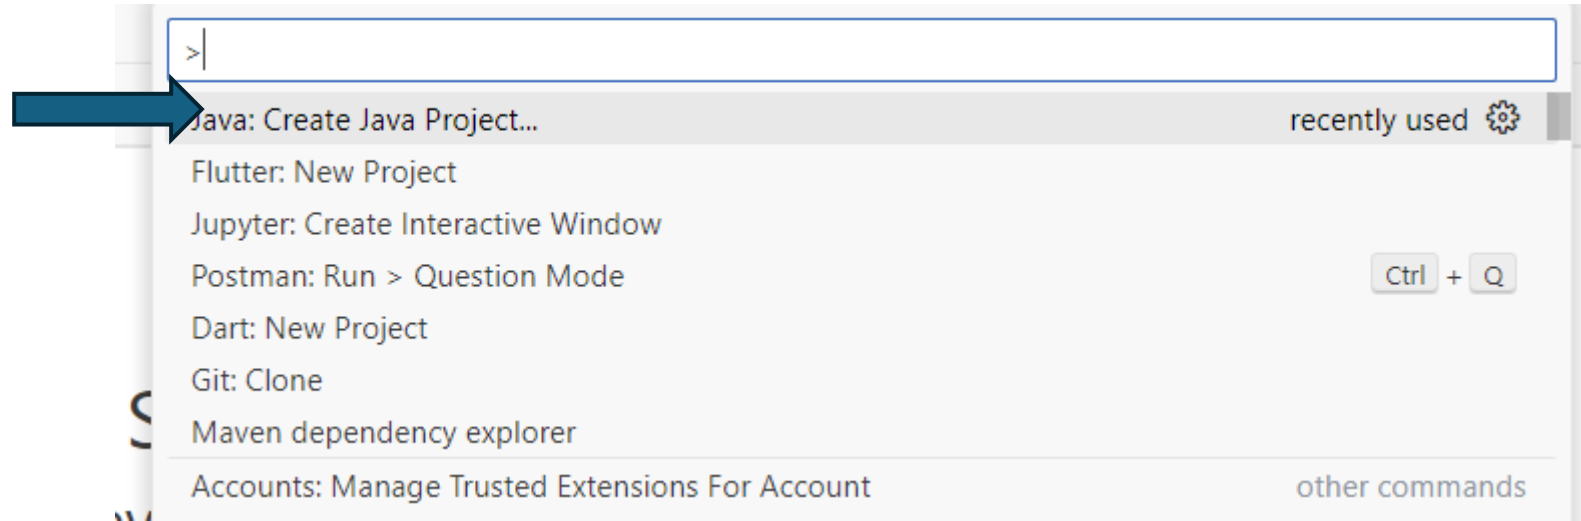 >
Java: Create Java Project... recently used
Flutter: New Project
Jupyter: Create Interactive Window
Postman: Run > Question Mode Ctrl + Q
Dart: New Project
Git: Clone
Maven dependency explorer
Accounts: Manage Trusted Extensions For Account other commands